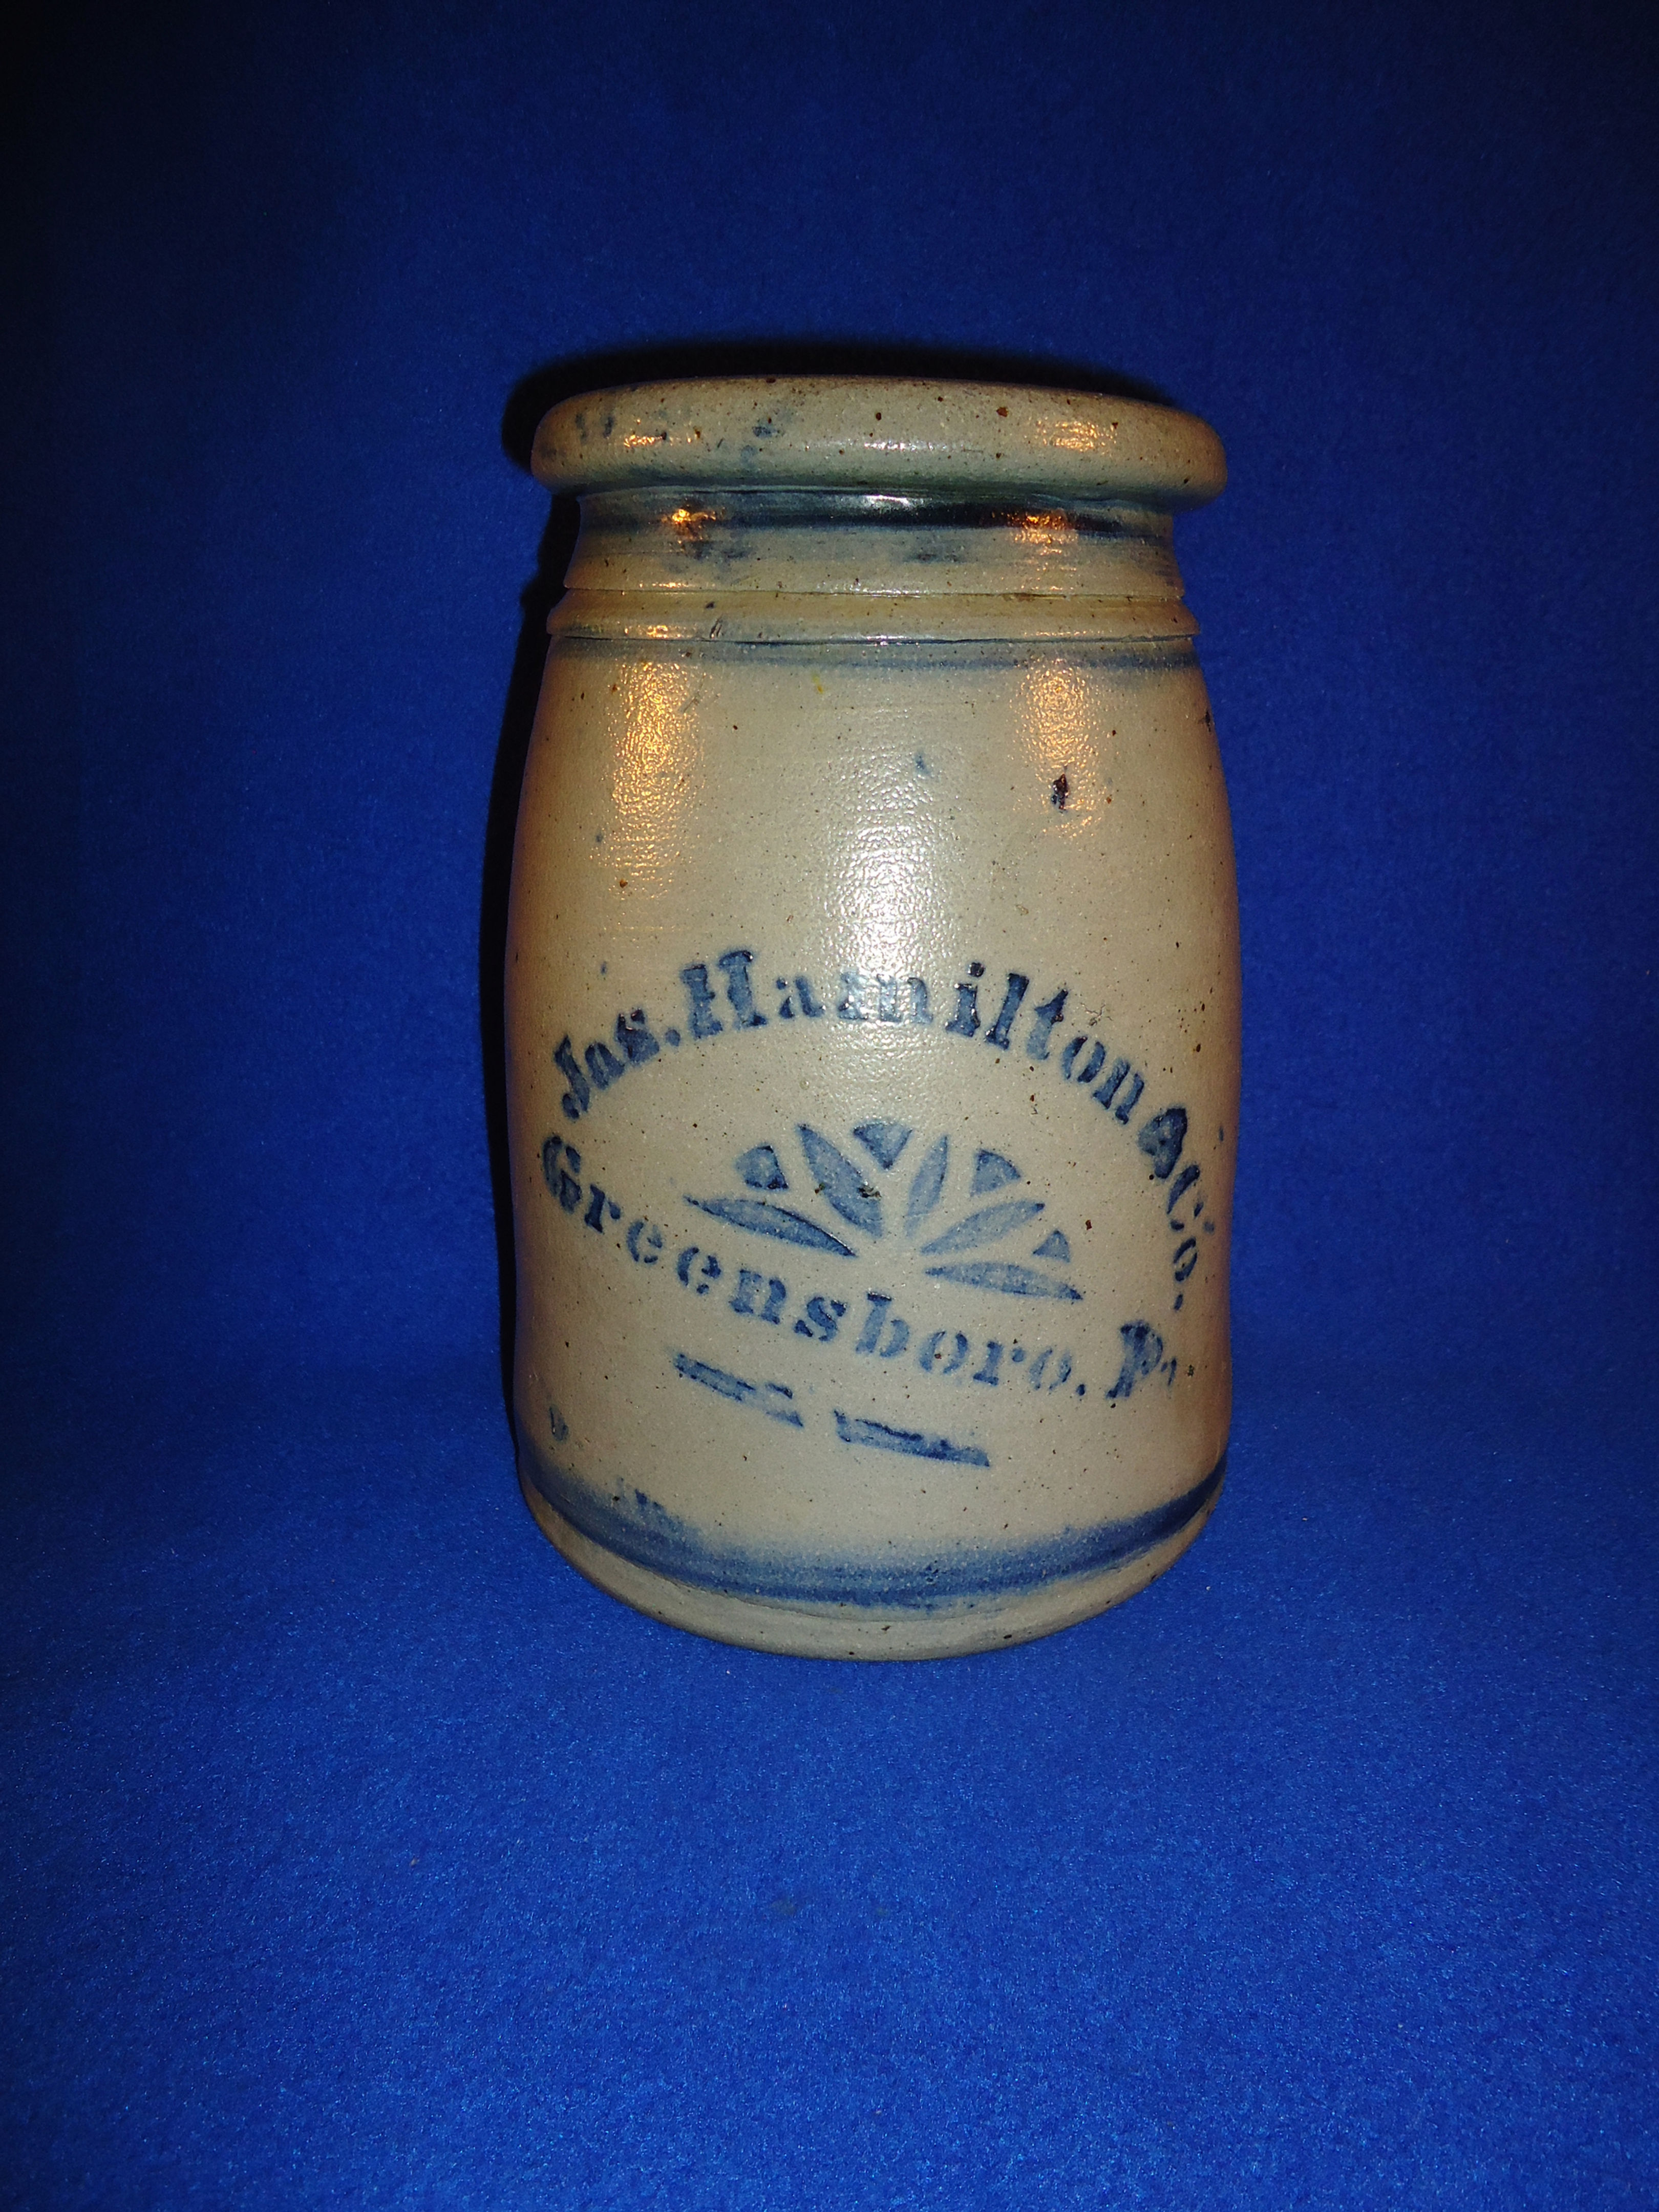 Jas. Hamilton & Co.
Greensboro. Pa